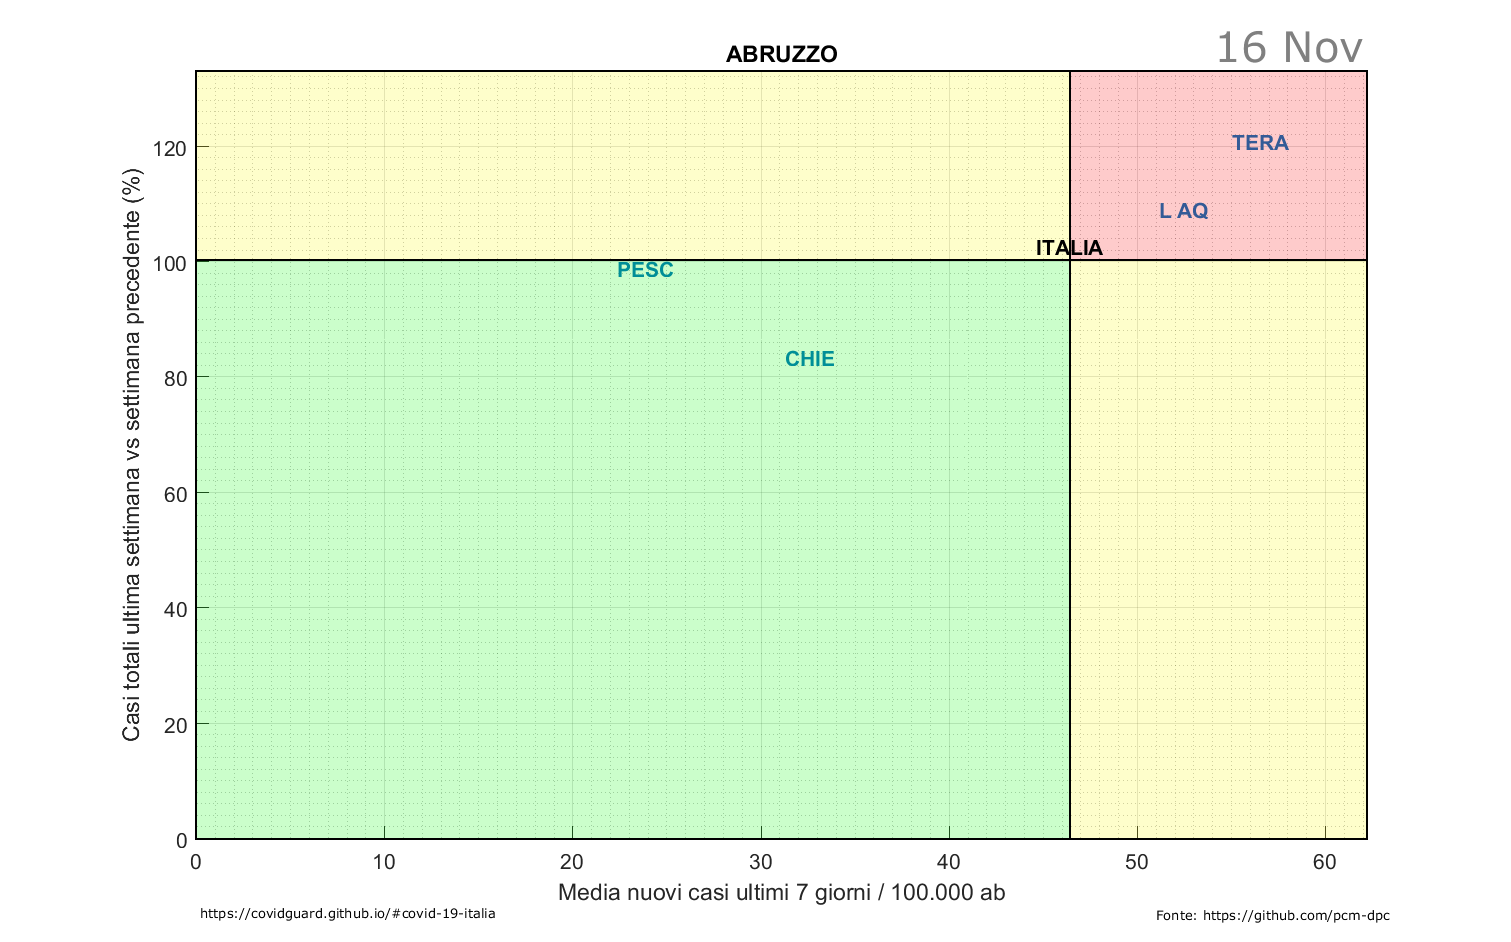 ABRUZZO
16 Nov
Casi totali ultima settimana vs settimana precedente (%)
120
100
80
60
40
20
0
TERA
L AQ
ITALIA
PESC
CHIE
0 10 20 30 40 50 60
Media nuovi casi ultimi 7 giorni / 100.000 ab
https://covidguard.github.io/#covid-19-italia
Fonte: https://github.com/pcm-dpc